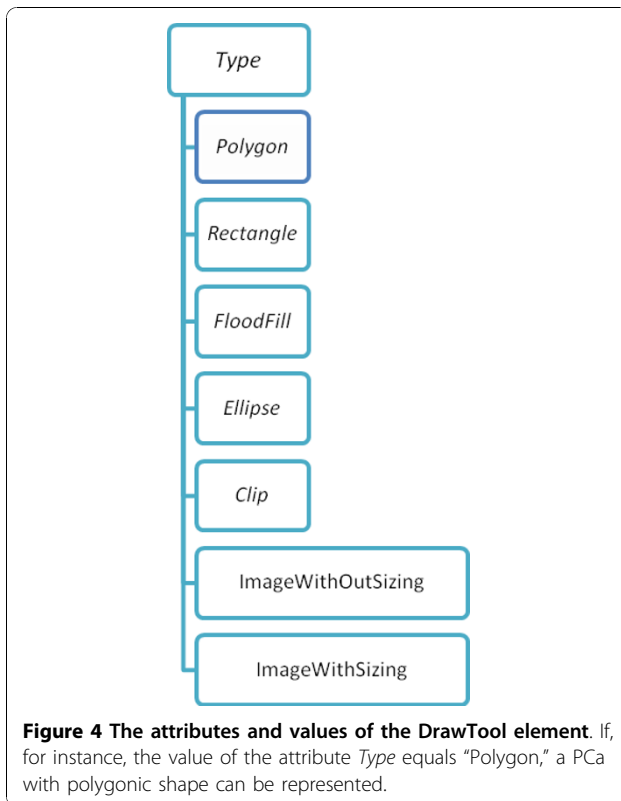 Type
Polygon
Rectangle
FloodFill
Ellipse
Clip
ImageWithOutSizing
ImageWithSizing
Figure 4 The attributes and values of the DrawTool element. If,
for instance, the value of the attribute Type equals “Polygon,” a PCa
with polygonic shape can be represented.